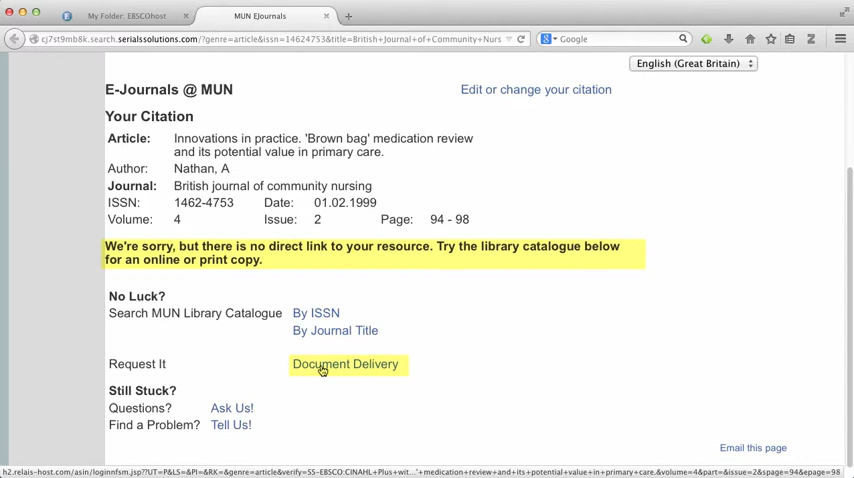 My Folder: EBSCOhost
MUN EJournals
cj7st9mb8k.search.serialssolutions.com/?genre=article&issn=14624753&title=British+Journal+of+Community+Nurs
Google
English (Great Britain)
E-Journals @ MUN
Edit or change your citation
Your Citation
Article: Innovations in practice. 'Brown bag' medication review
and its potential value in primary care.
Author: Nathan, A
Journal: British journal of community nursing
ISSN: 1462-4753 Date: 01.02.1999
Volume: 4 Issue: 2 Page: 94 - 98
We're sorry, but there is no direct link to your resource. Try the library catalogue below
for an online or print copy.
No Luck?
Search MUN Library Catalogue By ISSN
By Journal Title
Request It Document Delivery
Still Stuck?
Questions? Ask Us!
Find a Problem? Tell Us!
Email this page
h2.relais-host.com/asin/loginnfsm.jsp??UT=P&LS=&PI=&RK=&genre=article&verify=SS-EBSCO:CINAHL+Plus+wit...'+medication+review+and+its+potential+value+in+primary+care.&volume=4&part=&issue=2&spage=94&epage=98